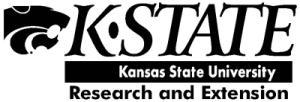 K-STATE
Kansas State University
Research and Extension